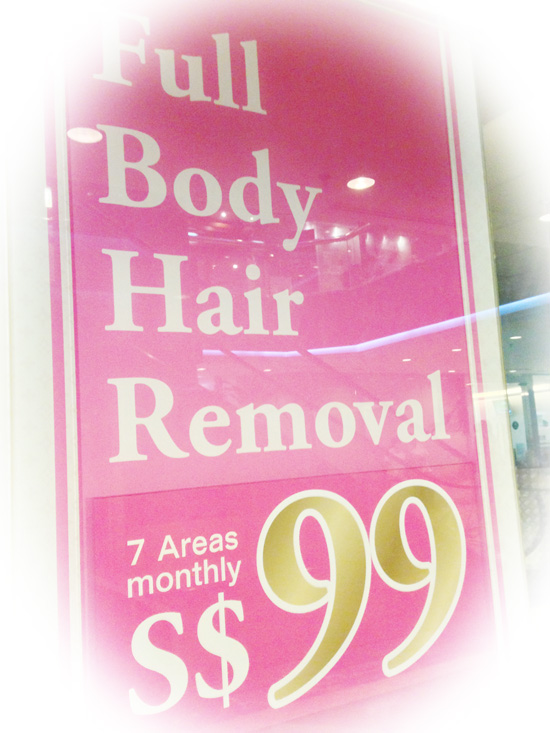 Full
Body
Hair
Removal
7 Areas
monthly
S$99